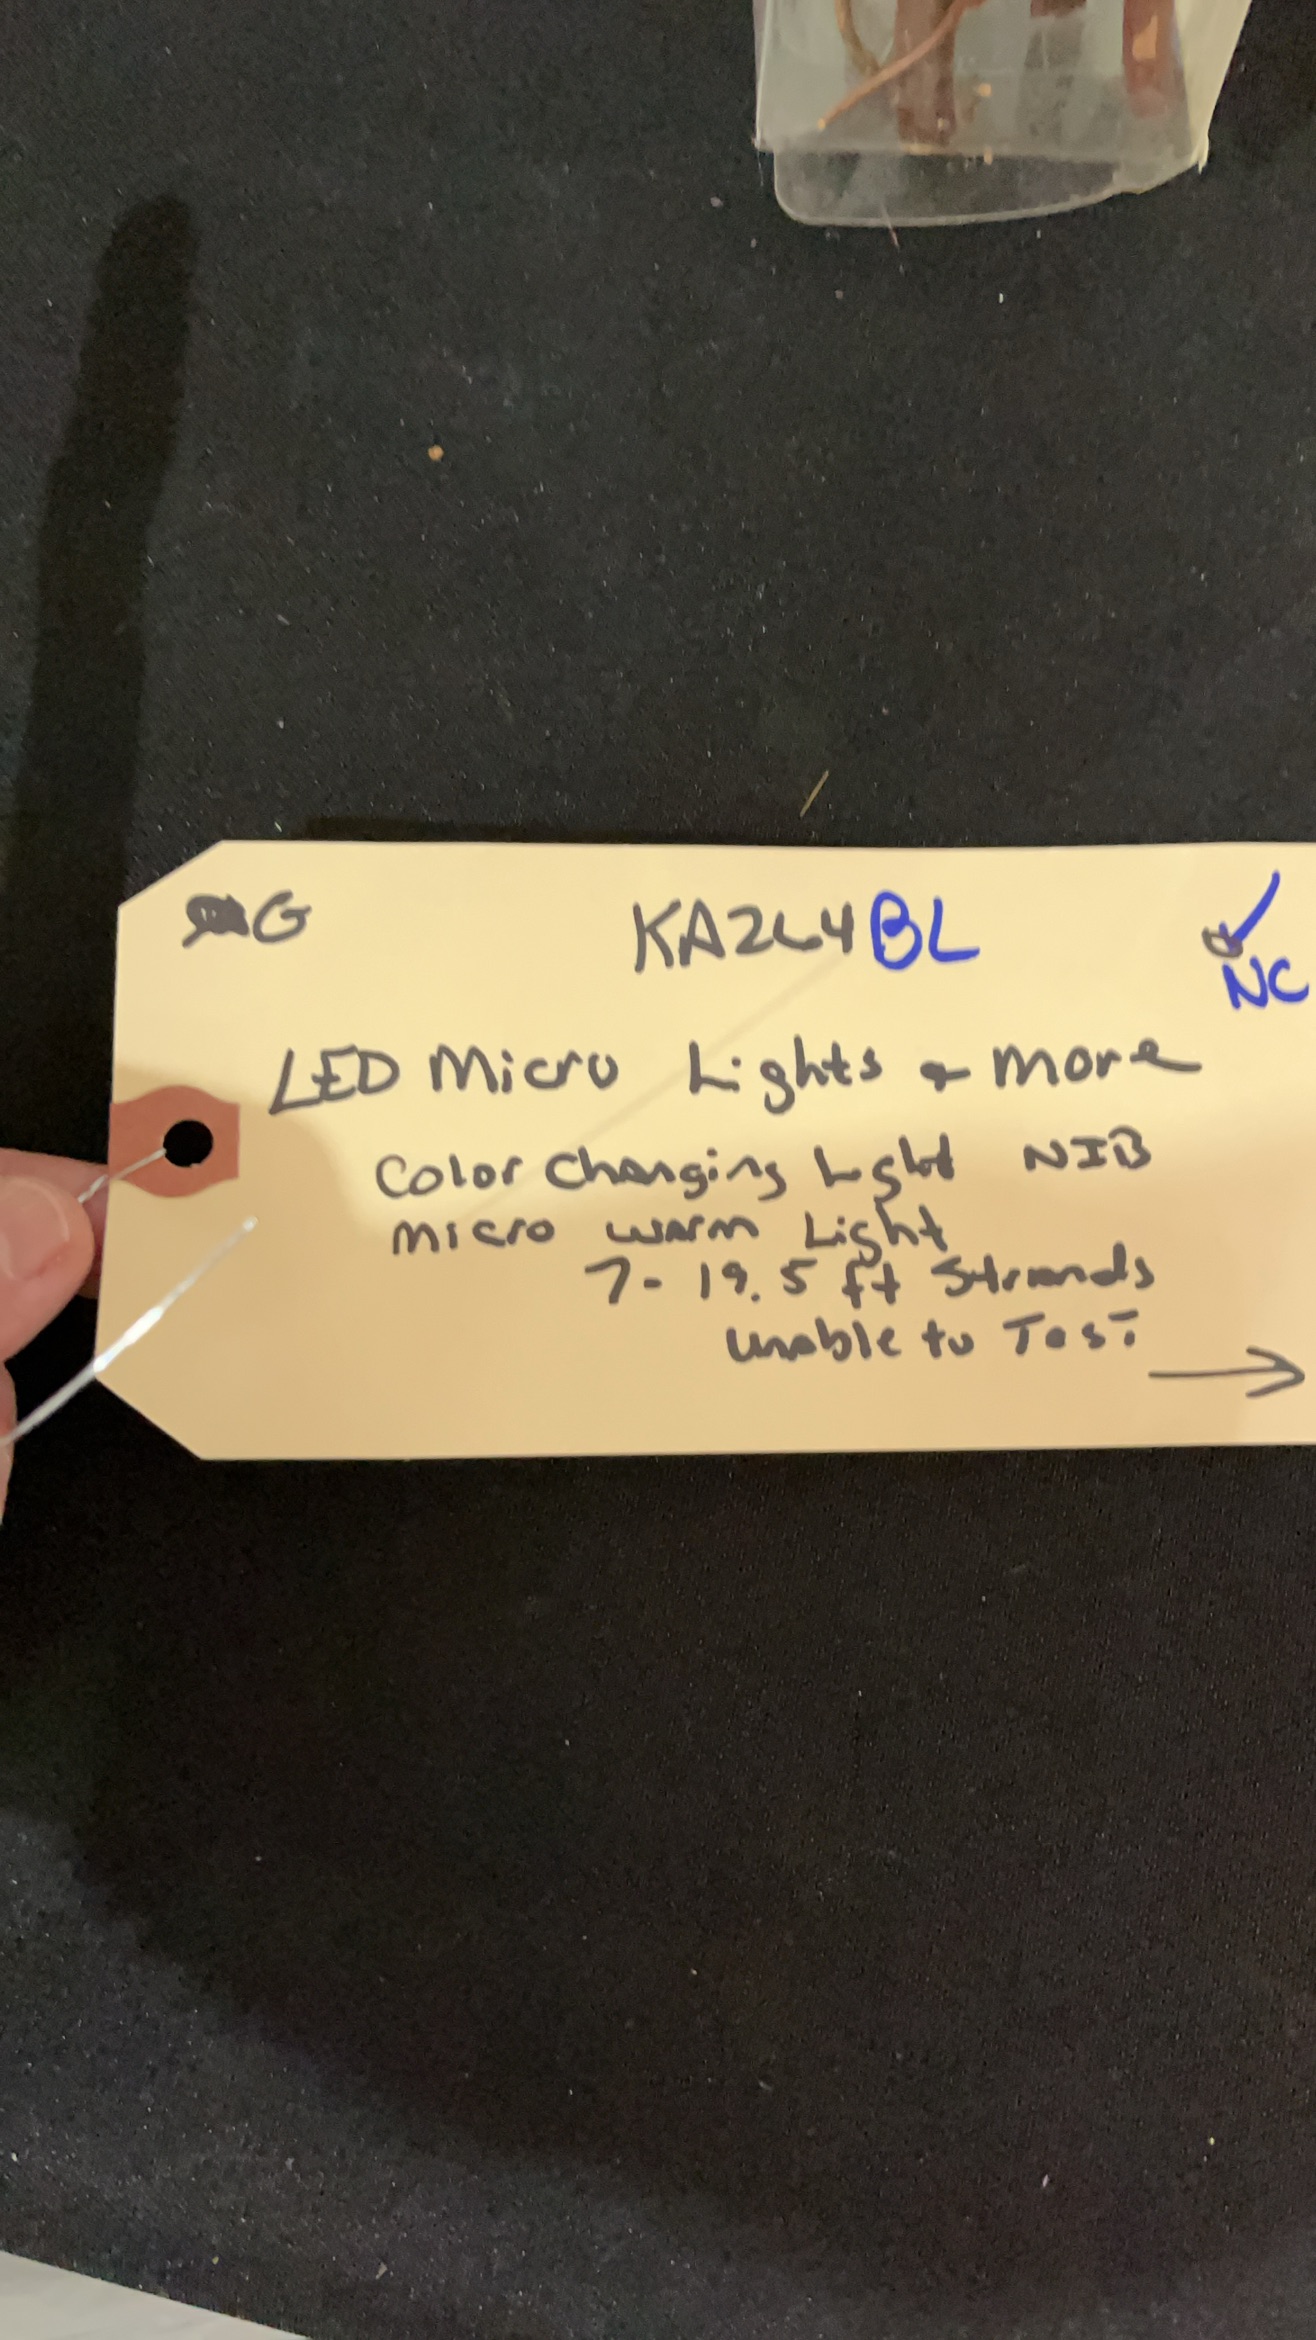 G
KA264BL
NC
LED Micro Lights & more
Color Changing Light NIB
micro warm Light
7- 19.5 ft Strands
unable to Test
→